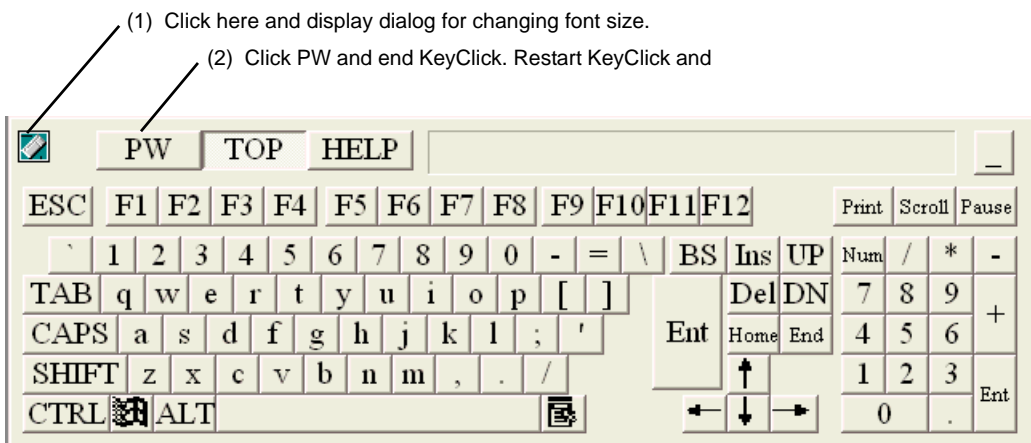 (1) Click here and display dialog for changing font size.
(2) Click PW and end KeyClick. Restart KeyClick and
PW TOP HELP _
ESC F1 F2 F3 F4 F5 F6 F7 F8 F9 F10 F11 F12 Print Scroll Pause
` 1 2 3 4 5 6 7 8 9 0 - = \ BS Ins UP Num / * -
TAB q w e r t y u i o p [ ] Del DN 7 8 9 +
CAPS a s d f g h j k l ; ' Ent Home End 4 5 6
SHIFT z x c v b n m , . / 1 2 3 Ent
CTRL ALT 0 .